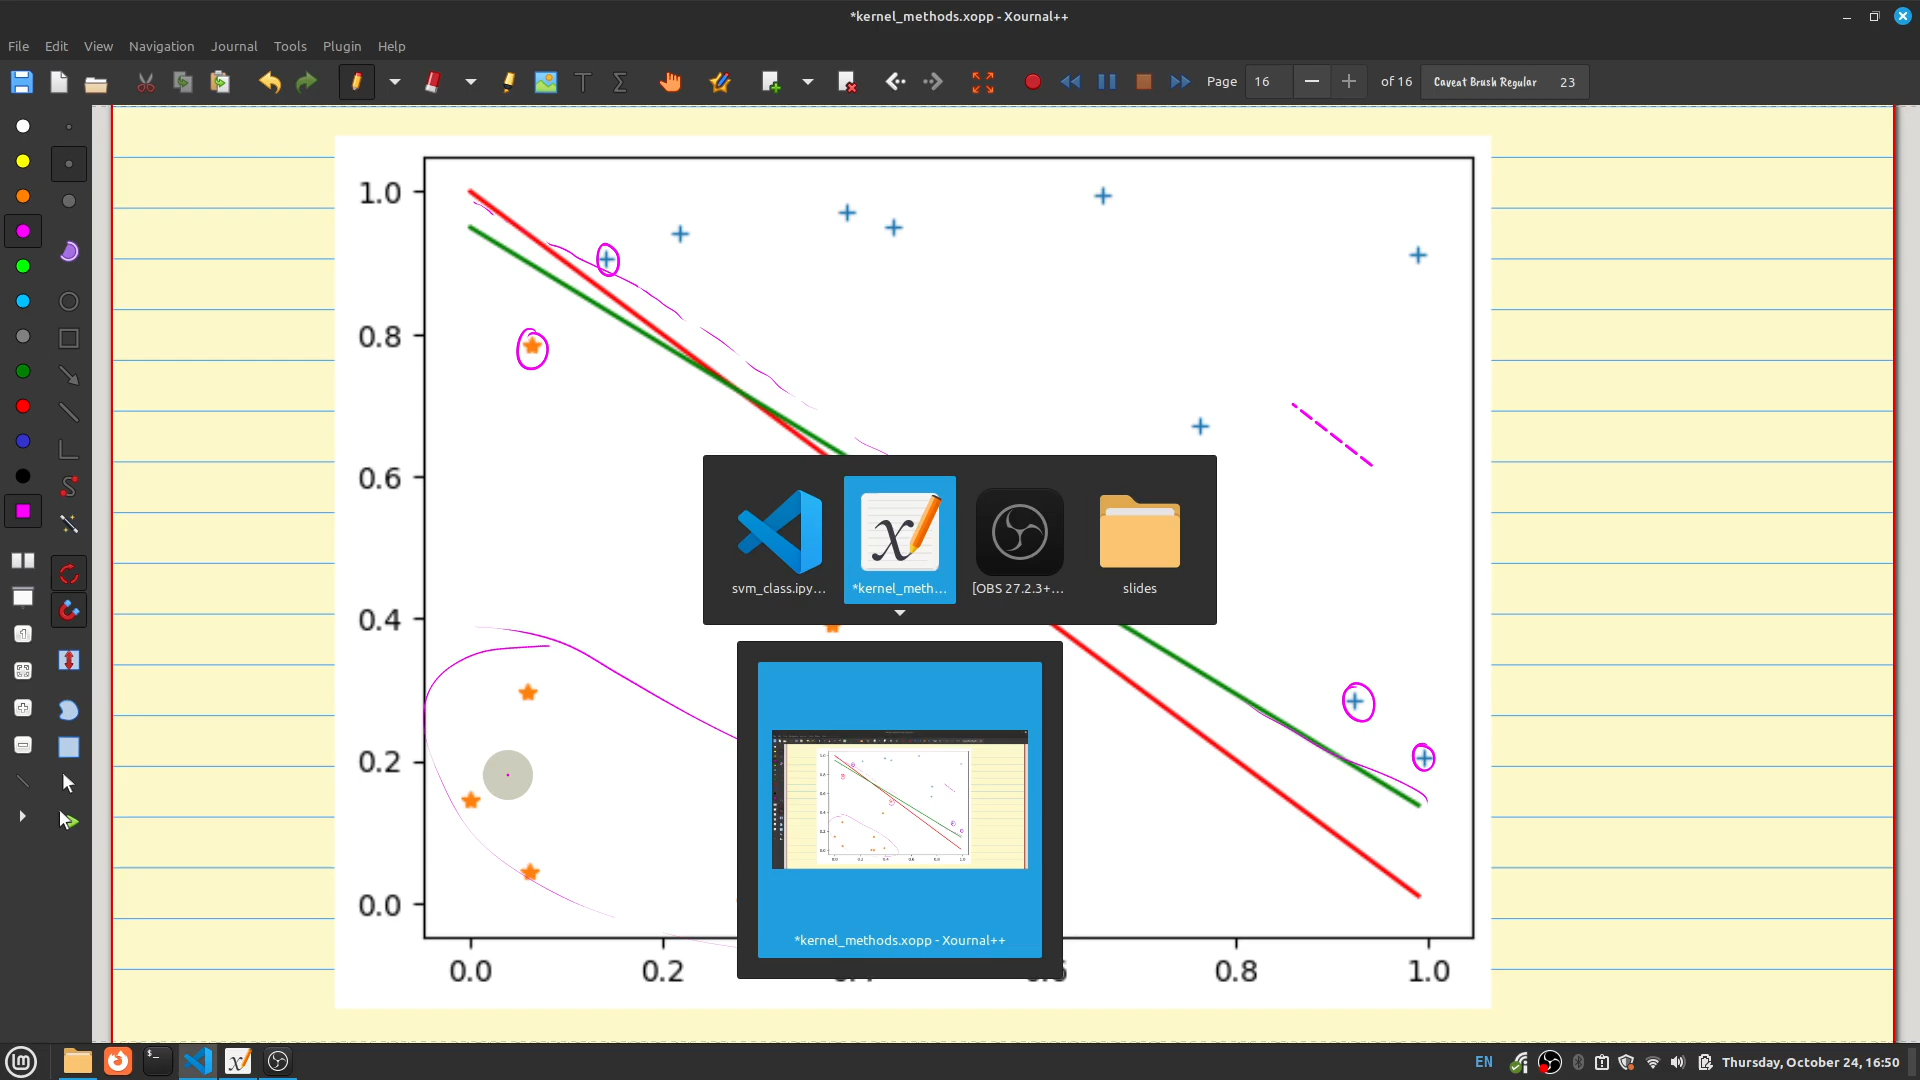 *kernel_methods.xopp - Xournal++
File Edit View Navigation Journal Tools Plugin Help
Page 16 of 16 Caveat Brush Regular 23
1.0
0.8
0.6
0.4
0.2
0.0
0.0 0.2 0.8 1.0
svm_class.ipy... *kernel_meth... [OBS 27.2.3+... slides
*kernel_methods.xopp - Xournal++
EN Thursday, October 24, 16:50